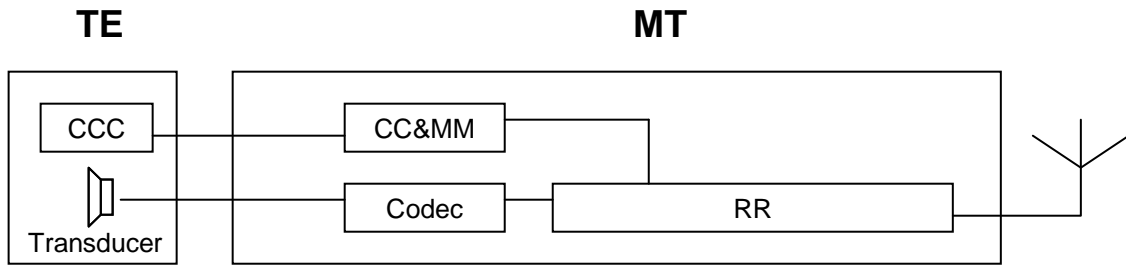 TE
MT
CCC
CC&MM
Codec
RR
Transducer